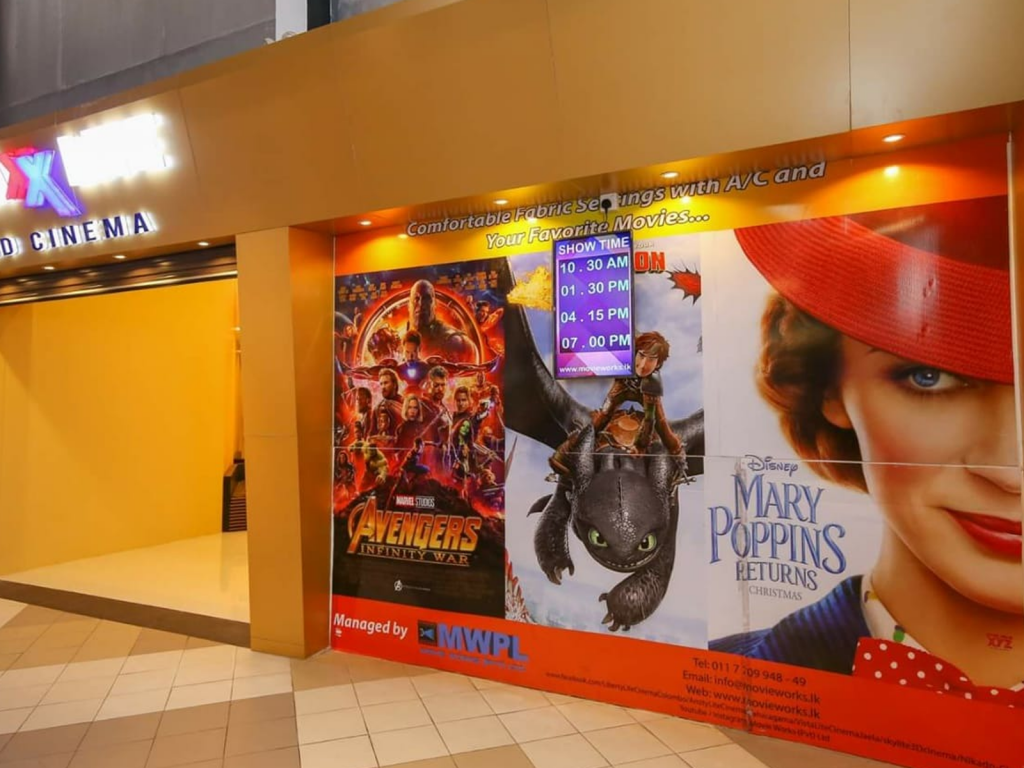 D CINEMA
Comfortable Fabric Seatings with A/C and
Your Favorite Movies...
SHOW TIME
10 . 30 AM
01 . 30 PM
04 . 15 PM
07 . 00 PM
www.movieworks.lk
MARVEL STUDIOS
AVENGERS
INFINITY WAR
DISNEY
MARY
POPPINS
RETURNS
CHRISTMAS
Managed by MWPL
Tel: 011 7 209 948 - 49
Email: info@movieworks.lk
Web: www.movieworks.lk